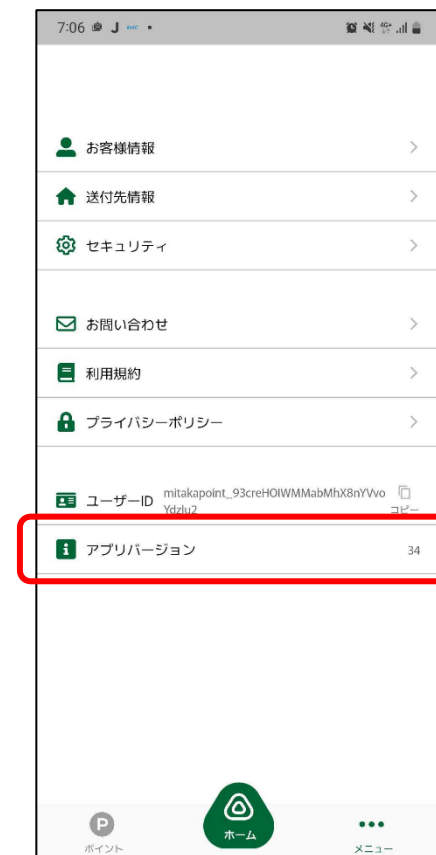 7:06
お客様情報
送付先情報
セキュリティ
お問い合わせ
利用規約
プライバシーポリシー
ユーザーID mitakapoint_93creHOIWMMabMhX8nYVvo
Ydzlu2 コピー
アプリバージョン 34
P
ポイント ホーム メニュー